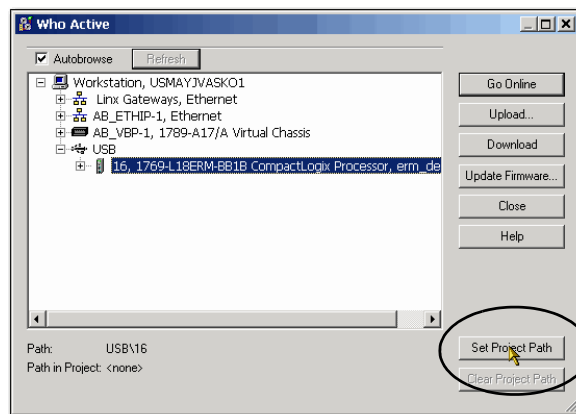 Who Active
Autobrowse
Refresh
Workstation, USMAYJVASKO1
Linx Gateways, Ethernet
AB_ETHIP-1, Ethernet
AB_VBP-1, 1789-A17/A Virtual Chassis
USB
16, 1769-L18ERM-BB1B CompactLogix Processor, erm_de
Go Online
Upload...
Download
Update Firmware...
Close
Help
Path: USB\16
Path in Project: <none>
Set Project Path
Clear Project Path